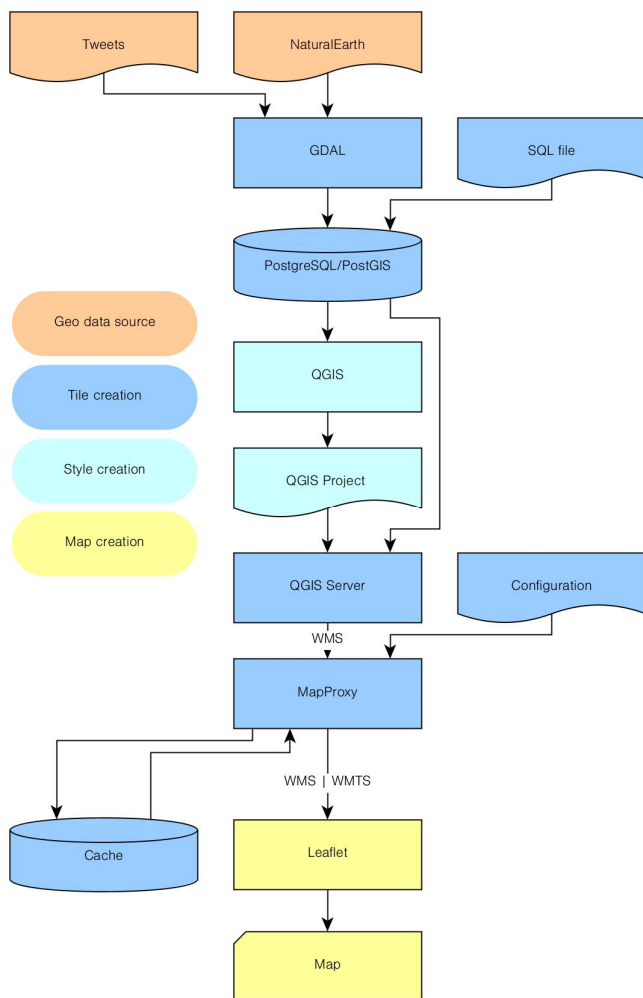 Tweets
NaturalEarth
GDAL
SQL file
PostgreSQL/PostGIS
Geo data source
QGIS
Tile creation
Style creation
QGIS Project
Map creation
QGIS Server
Configuration
WMS
MapProxy
WMS | WMTS
Cache
Leaflet
Map